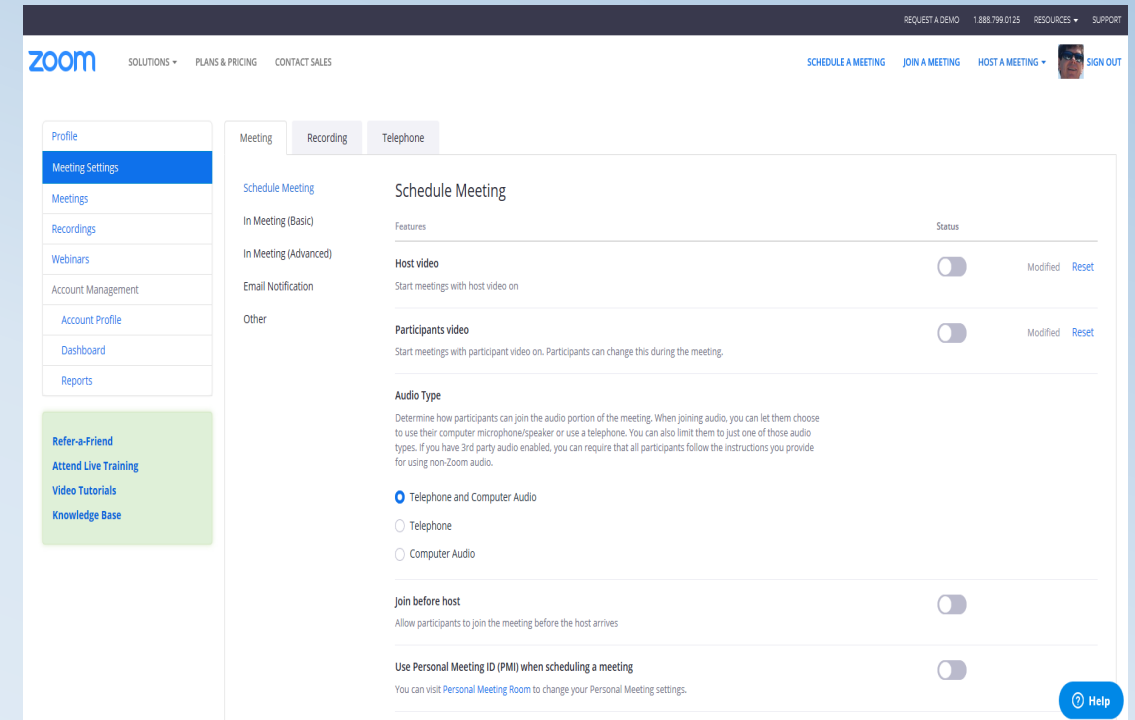 REQUEST A DEMO 1.888.799.0125 RESOURCES SUPPORT
zoom SOLUTIONS PLANS & PRICING CONTACT SALES SCHEDULE A MEETING JOIN A MEETING HOST A MEETING SIGN OUT
Profile
Meeting Settings
Meetings
Recordings
Webinars
Account Management
Account Profile
Dashboard
Reports
Refer-a-Friend
Attend Live Training
Video Tutorials
Knowledge Base
Meeting Recording Telephone
Schedule Meeting
In Meeting (Basic)
In Meeting (Advanced)
Email Notification
Other
Schedule Meeting
Features Status
Host video Modified Reset
Start meetings with host video on
Participants video Modified Reset
Start meetings with participant video on. Participants can change this during the meeting.
Audio Type
Determine how participants can join the audio portion of the meeting. When joining audio, you can let them choose
to use their computer microphone/speaker or use a telephone. You can also limit them to just one of those audio
types. If you have 3rd party audio enabled, you can require that all participants follow the instructions you provide
for using non-Zoom audio.
Telephone and Computer Audio
Telephone
Computer Audio
Join before host
Allow participants to join the meeting before the host arrives
Use Personal Meeting ID (PMI) when scheduling a meeting
You can visit Personal Meeting Room to change your Personal Meeting settings.
? Help